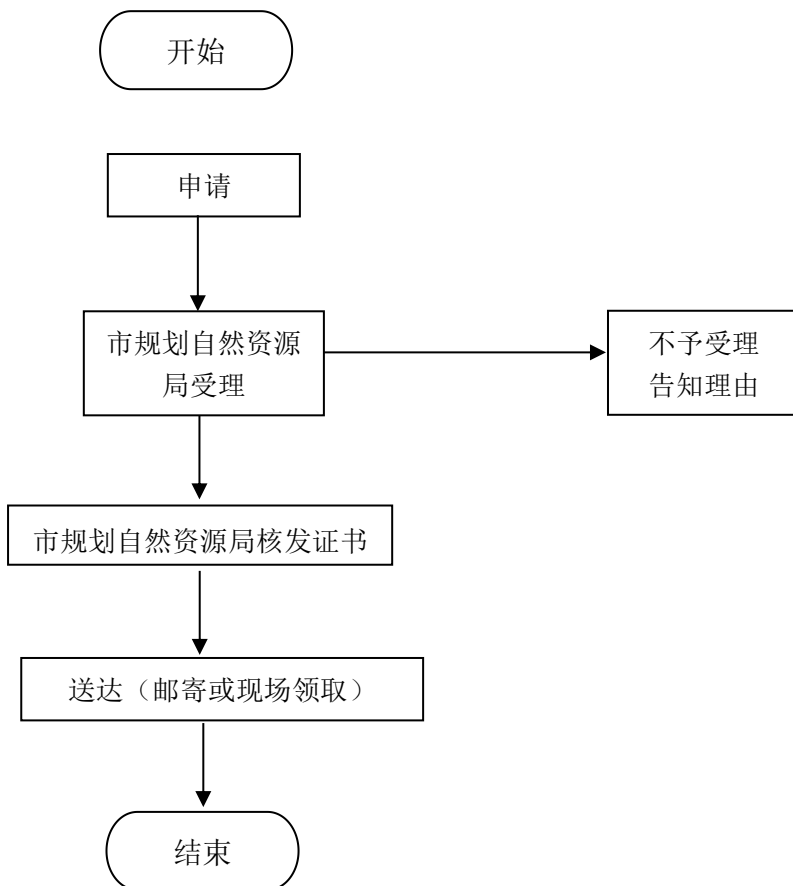 开始
申请
市规划自然资源
局受理
不予受理
告知理由
市规划自然资源局核发证书
送达（邮寄或现场领取）
结束